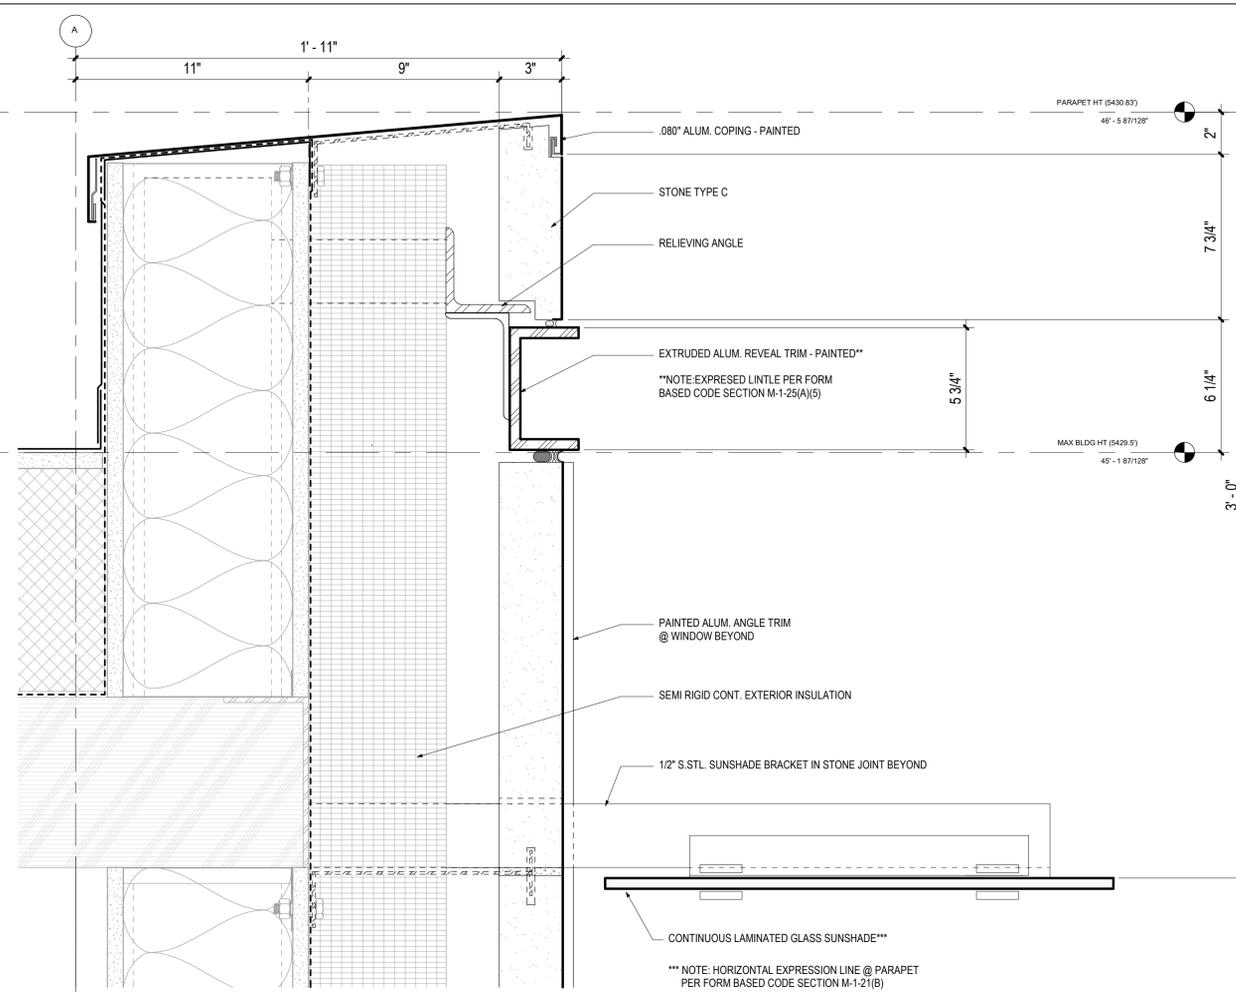 A
1' - 11"
11"
9"
3"
PARAPET HT (5430.83')
46' - 5 87/128"
2"
.080" ALUM. COPING - PAINTED
STONE TYPE C
7 3/4"
RELIEVING ANGLE
EXTRUDED ALUM. REVEAL TRIM - PAINTED**
**NOTE:EXPRESED LINTLE PER FORM
BASED CODE SECTION M-1-25(A)(5)
5 3/4"
6 1/4"
MAX BLDG HT (5429.5')
45' - 1 87/128"
3' - 0"
PAINTED ALUM. ANGLE TRIM
@ WINDOW BEYOND
SEMI RIGID CONT. EXTERIOR INSULATION
1/2" S.STL. SUNSHADE BRACKET IN STONE JOINT BEYOND
CONTINUOUS LAMINATED GLASS SUNSHADE***
*** NOTE: HORIZONTAL EXPRESSION LINE @ PARAPET
PER FORM BASED CODE SECTION M-1-21(B)